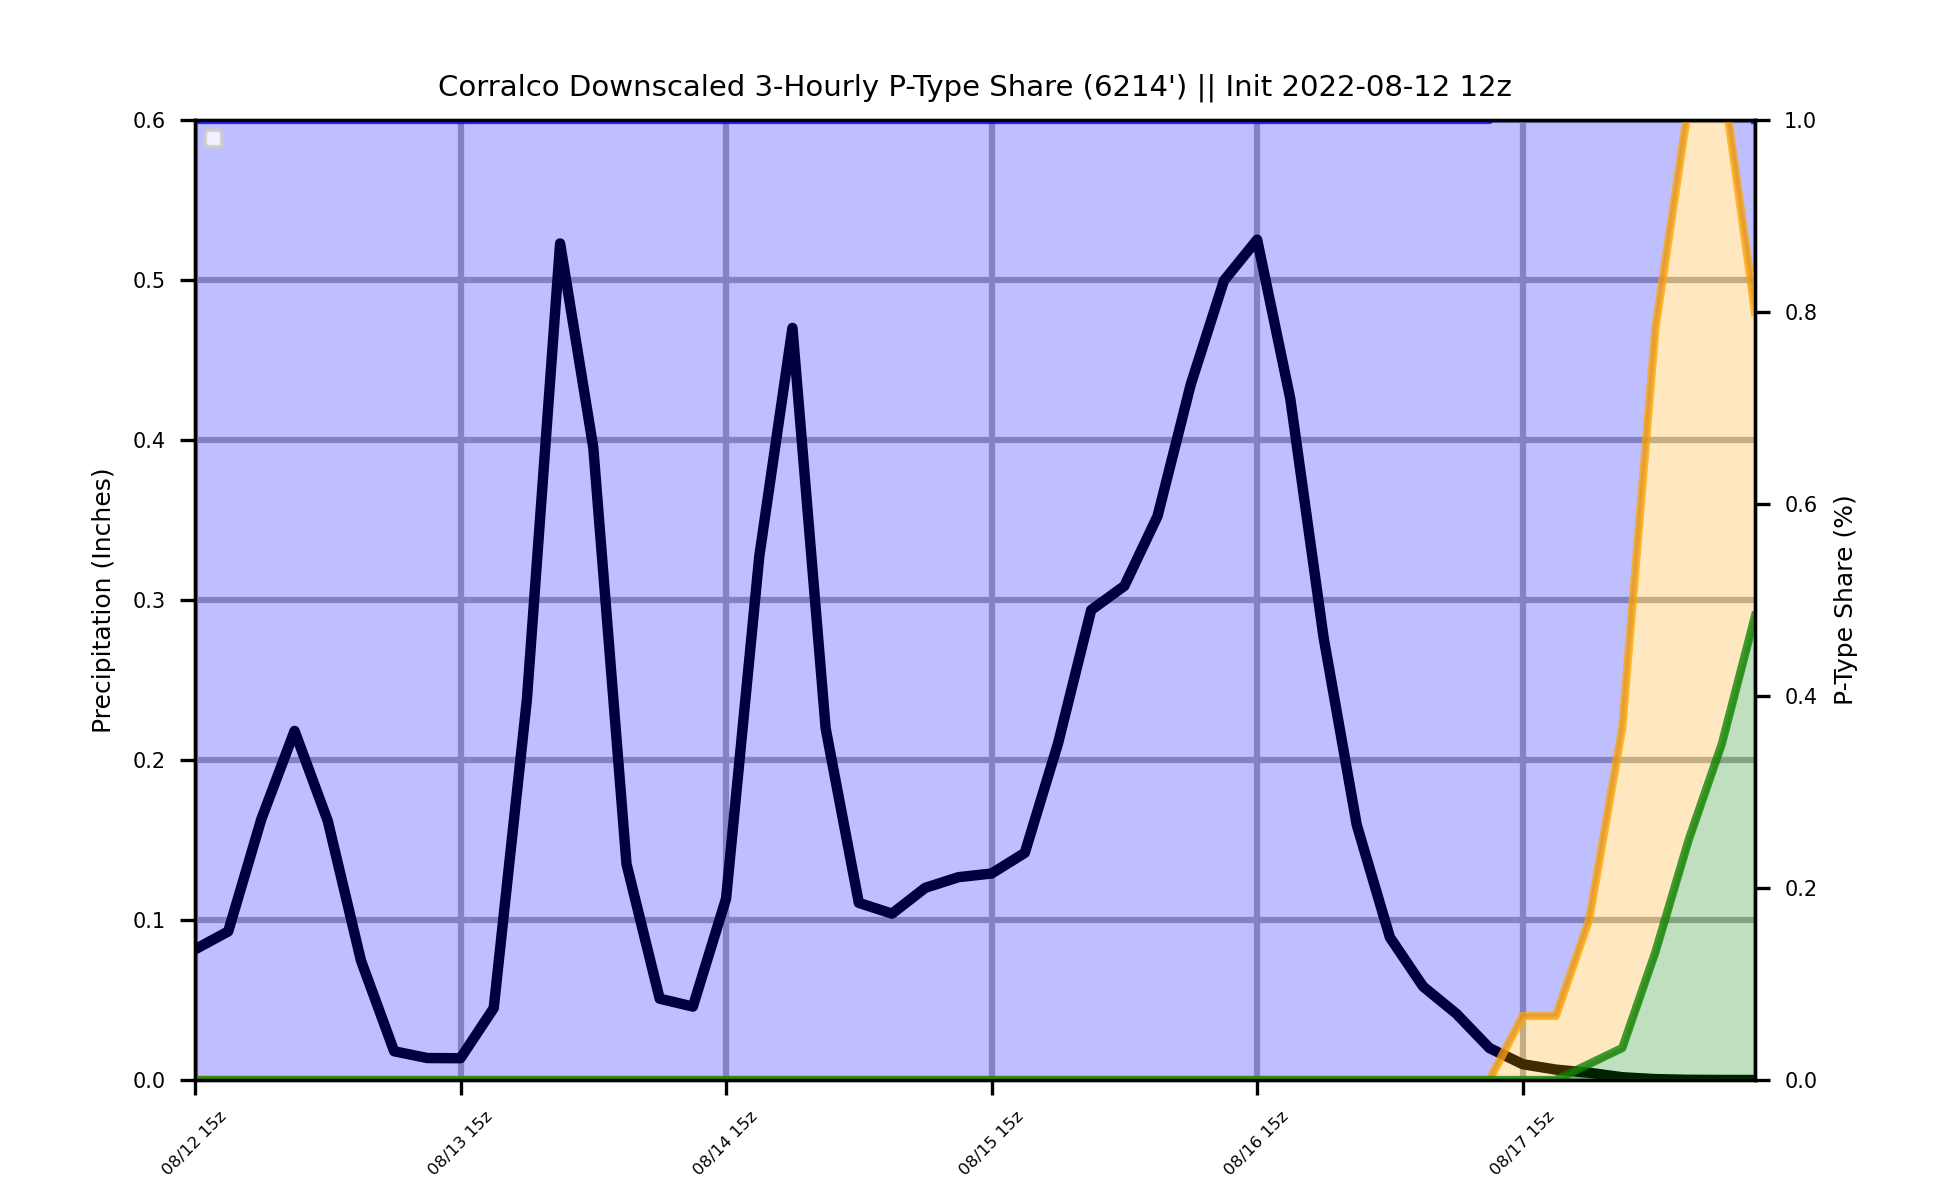 Corralco Downscaled 3-Hourly P-Type Share (6214') || Init 2022-08-12 12z
0.6
0.5
0.4
0.3
0.2
0.1
0.0
Precipitation (Inches)
1.0
0.8
0.6
0.4
0.2
0.0
P-Type Share (%)
08/12 15z
08/13 15z
08/14 15z
08/15 15z
08/16 15z
08/17 15z